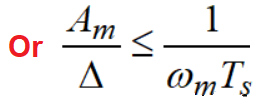 Or A_m / Δ ≤ 1 / (ω_m T_s)